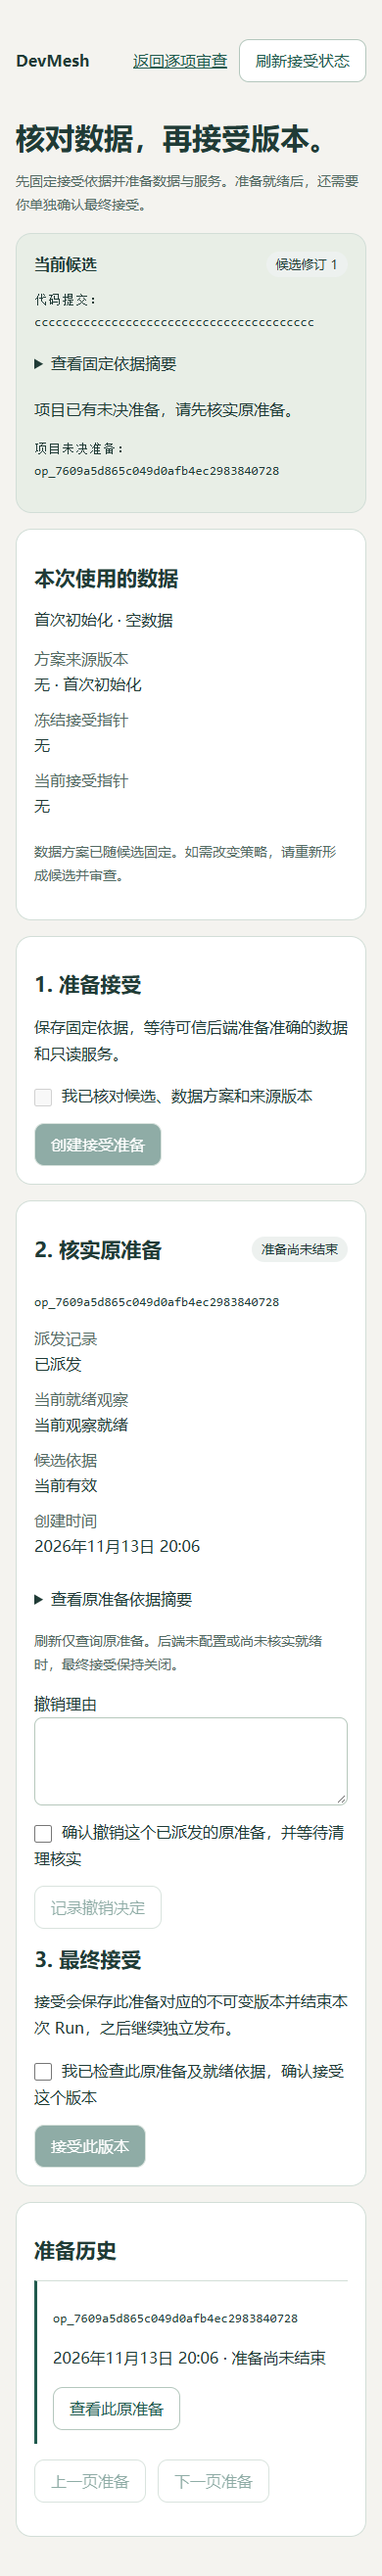 DevMesh
返回逐项审查
刷新接受状态
核对数据，再接受版本。
先固定接受依据并准备数据与服务。准备就绪后，还需要
你单独确认最终接受。
当前候选
候选修订 1
代码提交：
cccccccccccccccccccccccccccccccccccccccc
▶ 查看固定依据摘要
项目已有未决准备，请先核实原准备。
项目未决准备：
op_7609a5d865c049d0afb4ec2983840728
本次使用的数据
首次初始化 · 空数据
方案来源版本
无 · 首次初始化
冻结接受指针
无
当前接受指针
无
数据方案已随候选固定。如需改变策略，请重新形
成候选并审查。
1. 准备接受
保存固定依据，等待可信后端准备准确的数据
和只读服务。
我已核对候选、数据方案和来源版本
创建接受准备
2. 核实原准备
准备尚未结束
op_7609a5d865c049d0afb4ec2983840728
派发记录
已派发
当前就绪观察
当前观察就绪
候选依据
当前有效
创建时间
2026年11月13日 20:06
▶ 查看原准备依据摘要
刷新仅查询原准备。后端未配置或尚未核实就绪
时，最终接受保持关闭。
撤销理由
确认撤销这个已派发的原准备，并等待清
理核实
记录撤销决定
3. 最终接受
接受会保存此准备对应的不可变版本并结束本
次 Run，之后继续独立发布。
我已检查此原准备及就绪依据，确认接受
这个版本
接受此版本
准备历史
op_7609a5d865c049d0afb4ec2983840728
2026年11月13日 20:06 · 准备尚未结束
查看此原准备
上一页准备
下一页准备